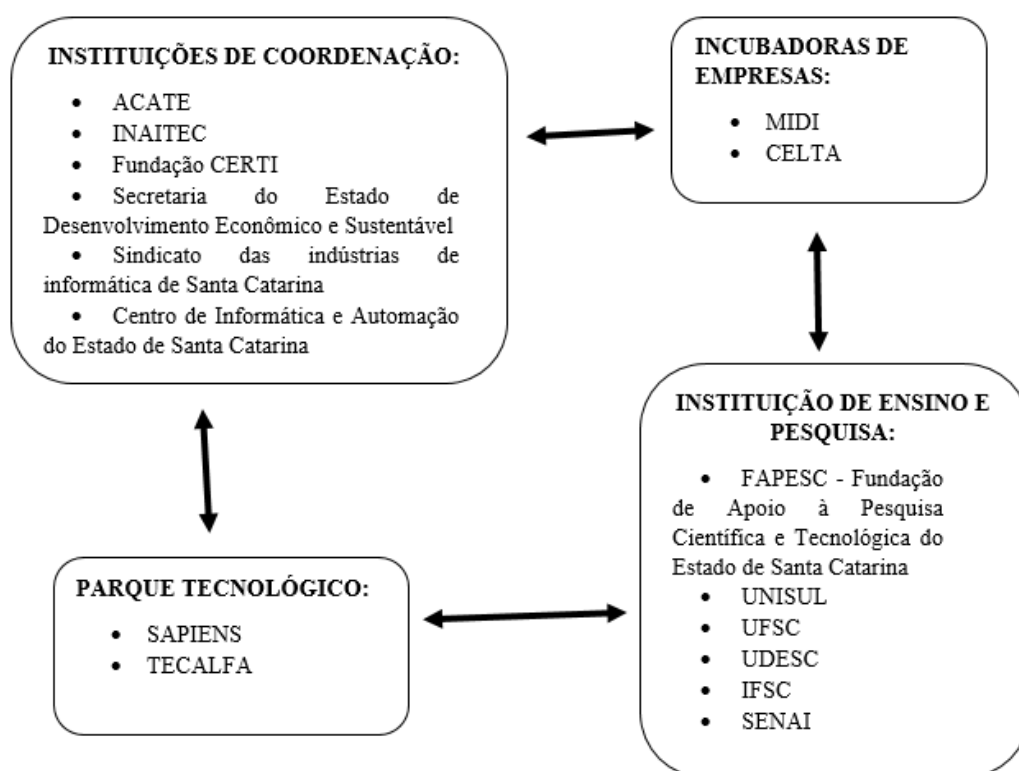 INSTITUIÇÕES DE COORDENAÇÃO:
• ACATE
• INAITEC
• Fundação CERTI
• Secretaria do Estado de
Desenvolvimento Econômico e Sustentável
• Sindicato das indústrias de
informática de Santa Catarina
• Centro de Informática e Automação
do Estado de Santa Catarina
INCUBADORAS DE
EMPRESAS:
• MIDI
• CELTA
PARQUE TECNOLÓGICO:
• SAPIENS
• TECALFA
INSTITUIÇÃO DE ENSINO E
PESQUISA:
• FAPESC - Fundação
de Apoio à Pesquisa
Científica e Tecnológica do
Estado de Santa Catarina
• UNISUL
• UFSC
• UDESC
• IFSC
• SENAI